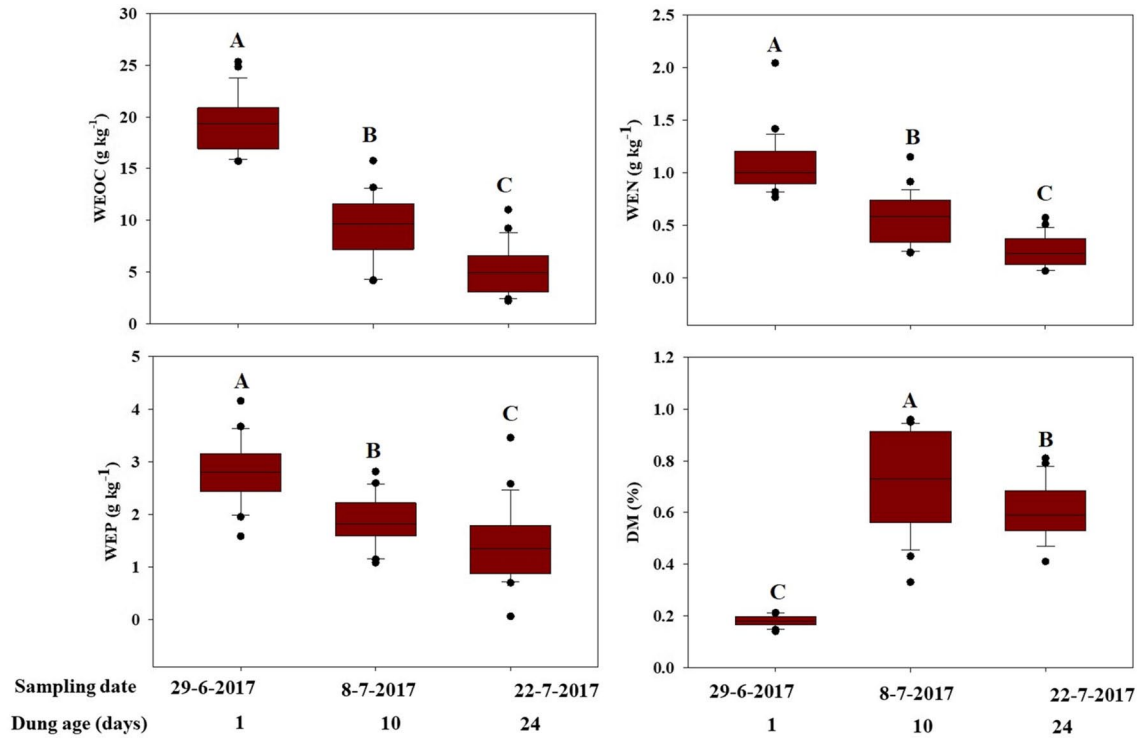 30
25
20
15
10
5
0
WEOC (g kg-1)
A
B
C
2.5
2.0
1.5
1.0
0.5
0.0
WEN (g kg-1)
A
B
C
5
4
3
2
1
0
WEP (g kg-1)
A
B
C
1.2
1.0
0.8
0.6
0.4
0.2
0.0
DM (%)
C
A
B
Sampling date 29-6-2017 8-7-2017 22-7-2017 29-6-2017 8-7-2017 22-7-2017
Dung age (days) 1 10 24 1 10 24